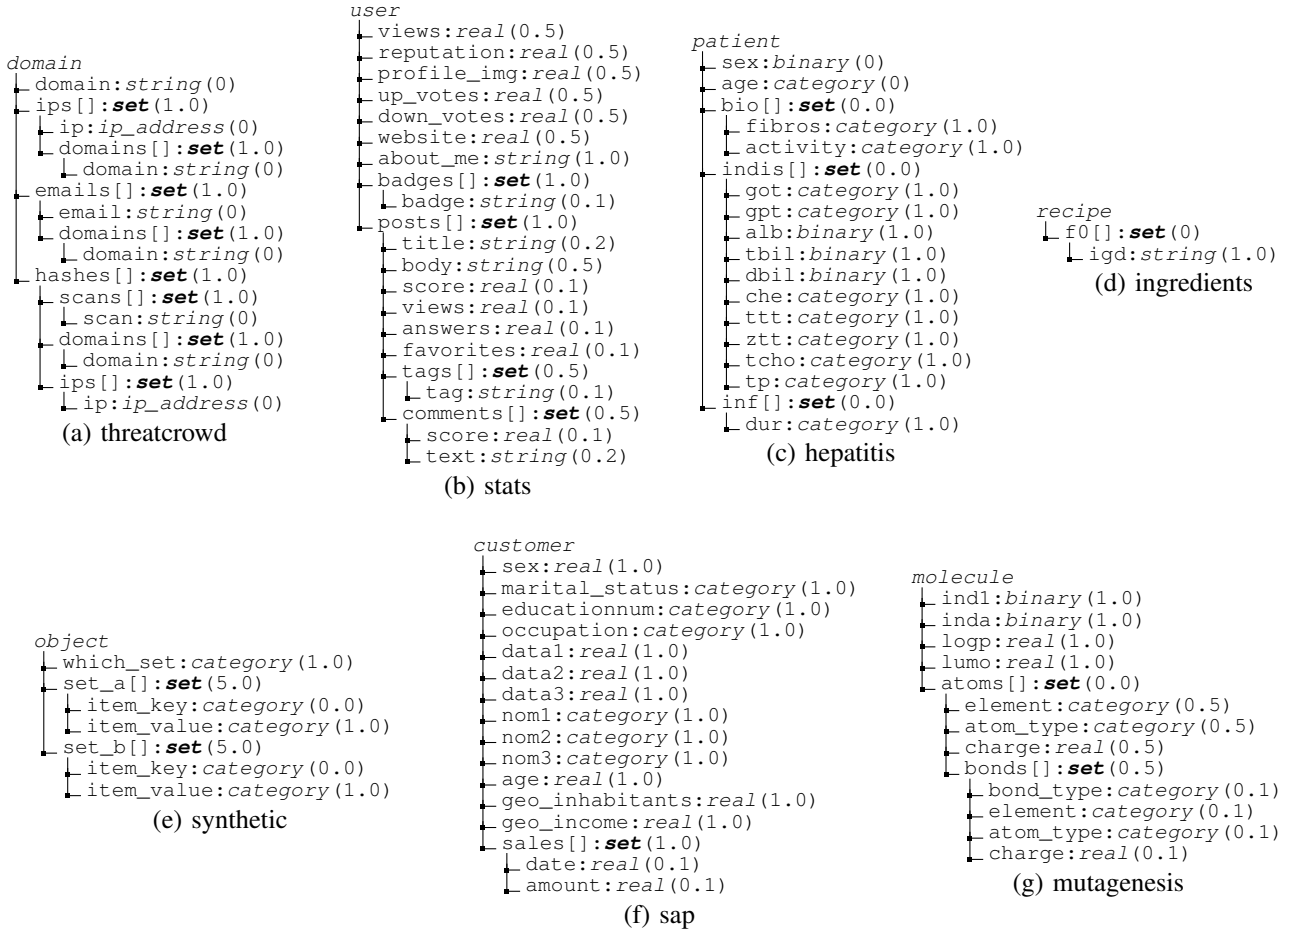 domain
domain:string(0)
ips[]:set(1.0)
ip:ip_address(0)
domains[]:set(1.0)
domain:string(0)
emails[]:set(1.0)
email:string(0)
domains[]:set(1.0)
domain:string(0)
hashes[]:set(1.0)
scans[]:set(1.0)
scan:string(0)
domains[]:set(1.0)
domain:string(0)
ips[]:set(1.0)
ip:ip_address(0)
(a) threatcrowd
user
views:real(0.5)
reputation:real(0.5)
profile_img:real(0.5)
up_votes:real(0.5)
down_votes:real(0.5)
website:real(0.5)
about_me:string(1.0)
badges[]:set(1.0)
badge:string(0.1)
posts[]:set(1.0)
title:string(0.2)
body:string(0.5)
score:real(0.1)
views:real(0.1)
answers:real(0.1)
favorites:real(0.1)
tags[]:set(0.5)
tag:string(0.1)
comments[]:set(0.5)
score:real(0.1)
text:string(0.2)
(b) stats
patient
sex:binary(0)
age:category(0)
bio[]:set(0.0)
fibros:category(1.0)
activity:category(1.0)
indis[]:set(0.0)
got:category(1.0)
gpt:category(1.0)
alb:binary(1.0)
tbil:binary(1.0)
dbil:binary(1.0)
che:category(1.0)
ttt:category(1.0)
ztt:category(1.0)
tcho:category(1.0)
tp:category(1.0)
inf[]:set(0.0)
dur:category(1.0)
(c) hepatitis
recipe
f0[]:set(0)
igd:string(1.0)
(d) ingredients
object
which_set:category(1.0)
set_a[]:set(5.0)
item_key:category(0.0)
item_value:category(1.0)
set_b[]:set(5.0)
item_key:category(0.0)
item_value:category(1.0)
(e) synthetic
customer
sex:real(1.0)
marital_status:category(1.0)
educationnum:category(1.0)
occupation:category(1.0)
data1:real(1.0)
data2:real(1.0)
data3:real(1.0)
nom1:category(1.0)
nom2:category(1.0)
nom3:category(1.0)
age:real(1.0)
geo_inhabitants:real(1.0)
geo_income:real(1.0)
sales[]:set(1.0)
date:real(0.1)
amount:real(0.1)
(f) sap
molecule
ind1:binary(1.0)
inda:binary(1.0)
logp:real(1.0)
lumo:real(1.0)
atoms[]:set(0.0)
element:category(0.5)
atom_type:category(0.5)
charge:real(0.5)
bonds[]:set(0.5)
bond_type:category(0.1)
element:category(0.1)
atom_type:category(0.1)
charge:real(0.1)
(g) mutagenesis